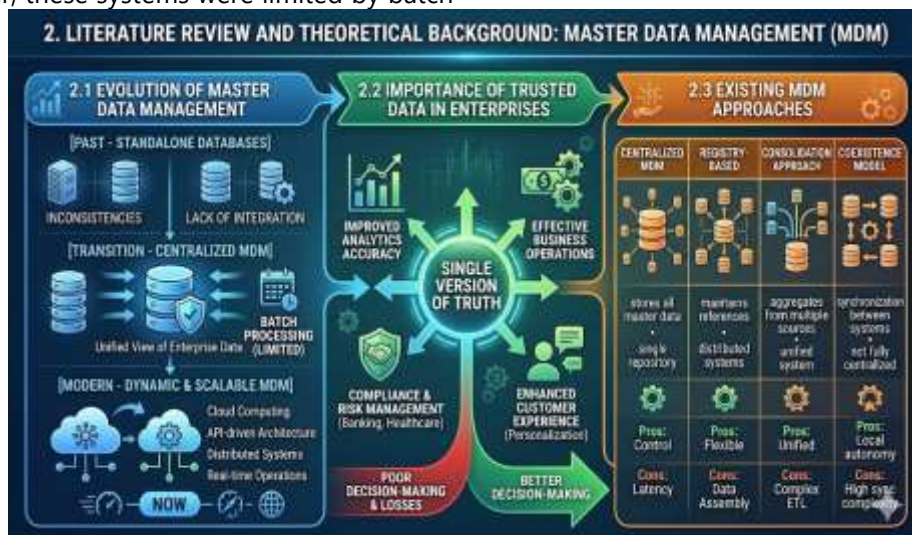 these systems were limited by batch
2. LITERATURE REVIEW AND THEORETICAL BACKGROUND: MASTER DATA MANAGEMENT (MDM)
2.1 EVOLUTION OF MASTER
DATA MANAGEMENT
[PAST - STANDALONE DATABASES]
INCONSISTENCIES
LACK OF INTEGRATION
[TRANSITION - CENTRALIZED MDM]
BATCH
PROCESSING
(LIMITED)
Unified View of Enterprise Data
[MODERN - DYNAMIC & SCALABLE MDM]
Cloud Computing
API-driven Architecture
Distributed Systems
Real-time Operations
NOW
2.2 IMPORTANCE OF TRUSTED
DATA IN ENTERPRISES
IMPROVED
ANALYTICS
ACCURACY
EFFECTIVE
BUSINESS
OPERATIONS
SINGLE
VERSION
OF TRUTH
COMPLIANCE &
RISK MANAGEMENT
(Banking, Healthcare)
ENHANCED
CUSTOMER
EXPERIENCE
(Personalization)
POOR
DECISION-MAKING
& LOSSES
BETTER
DECISION-MAKING
2.3 EXISTING MDM
APPROACHES
CENTRALIZED
MDM
stores all
master data
•
single
repository
Pros:
Control
Cons:
Latency
REGISTRY-
BASED
maintains
references
•
distributed
systems
Pros:
Flexible
Cons:
Data
Assembly
CONSOLIDATION
APPROACH
aggregates
from multiple
sources
•
unified
system
Pros:
Unified
Cons:
Complex
ETL
COEXISTENCE
MODEL
synchronization
between
systems
•
not fully
centralized
Pros:
Local
autonomy
Cons:
High sync
complexity